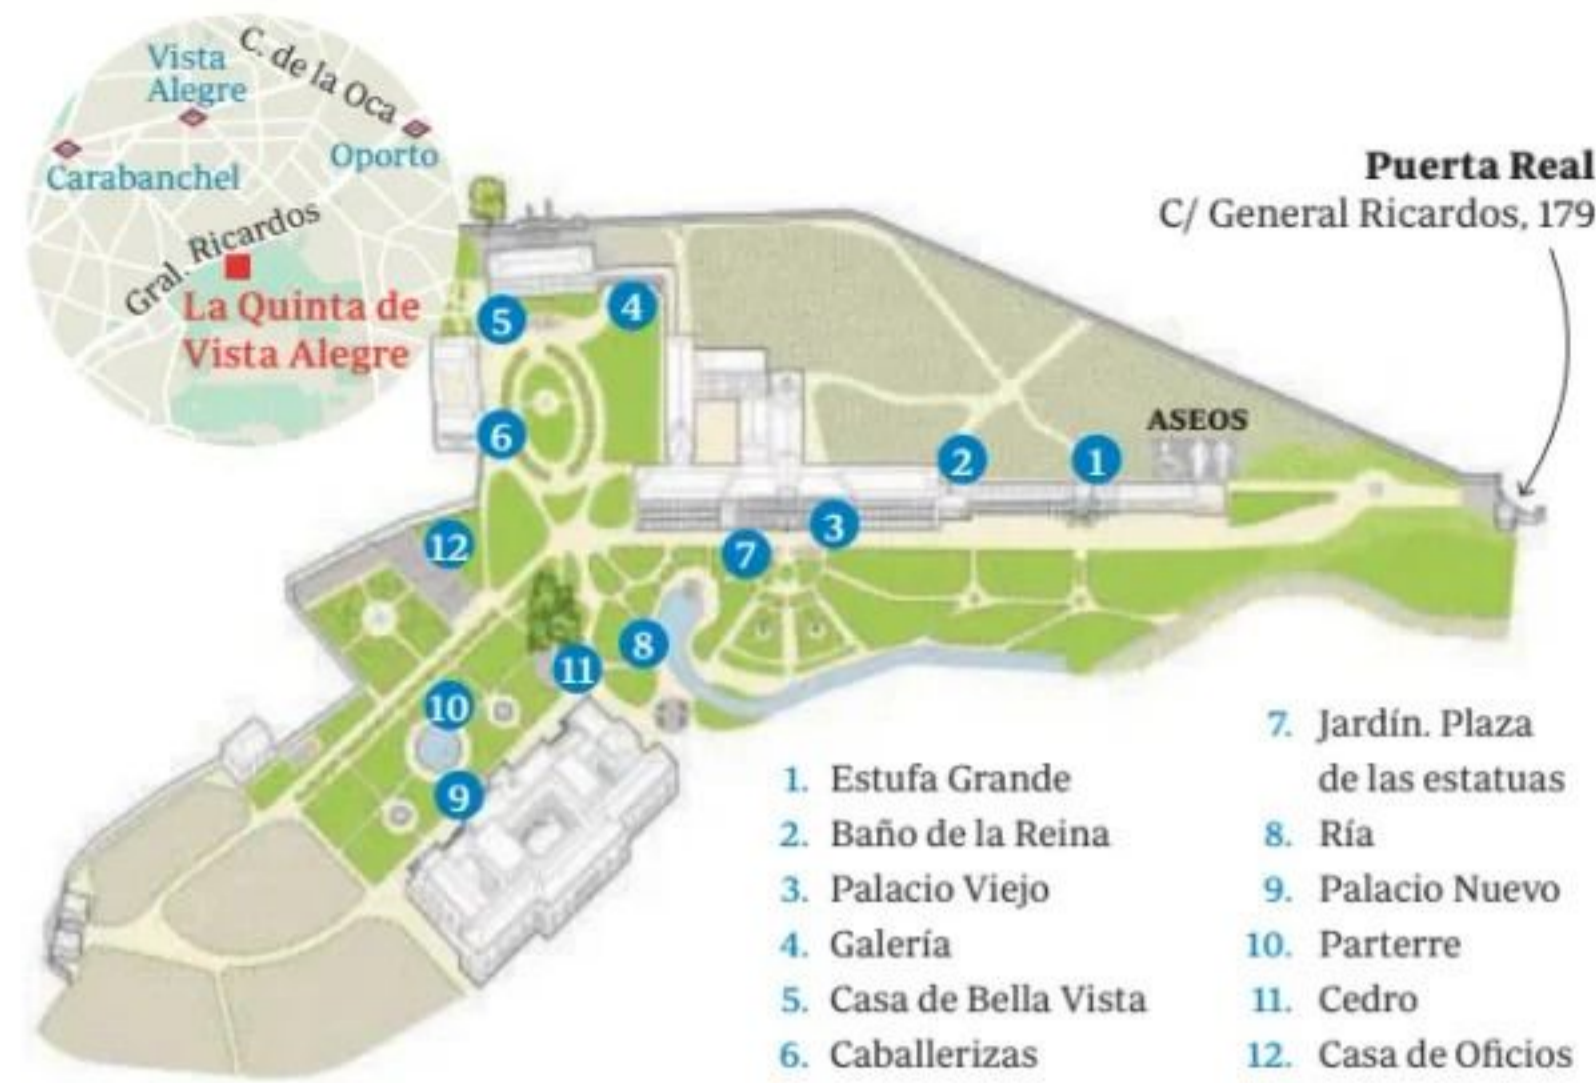 Vista
Alegre
C. de la Oca
Oporto
Carabanchel
Gral. Ricardos
La Quinta de
Vista Alegre
Puerta Real
C/ General Ricardos, 179
ASEOS
5
4
6
2
1
3
12
7
8
11
10
9
1. Estufa Grande
2. Baño de la Reina
3. Palacio Viejo
4. Galería
5. Casa de Bella Vista
6. Caballerizas
7. Jardín. Plaza
de las estatuas
8. Ría
9. Palacio Nuevo
10. Parterre
11. Cedro
12. Casa de Oficios